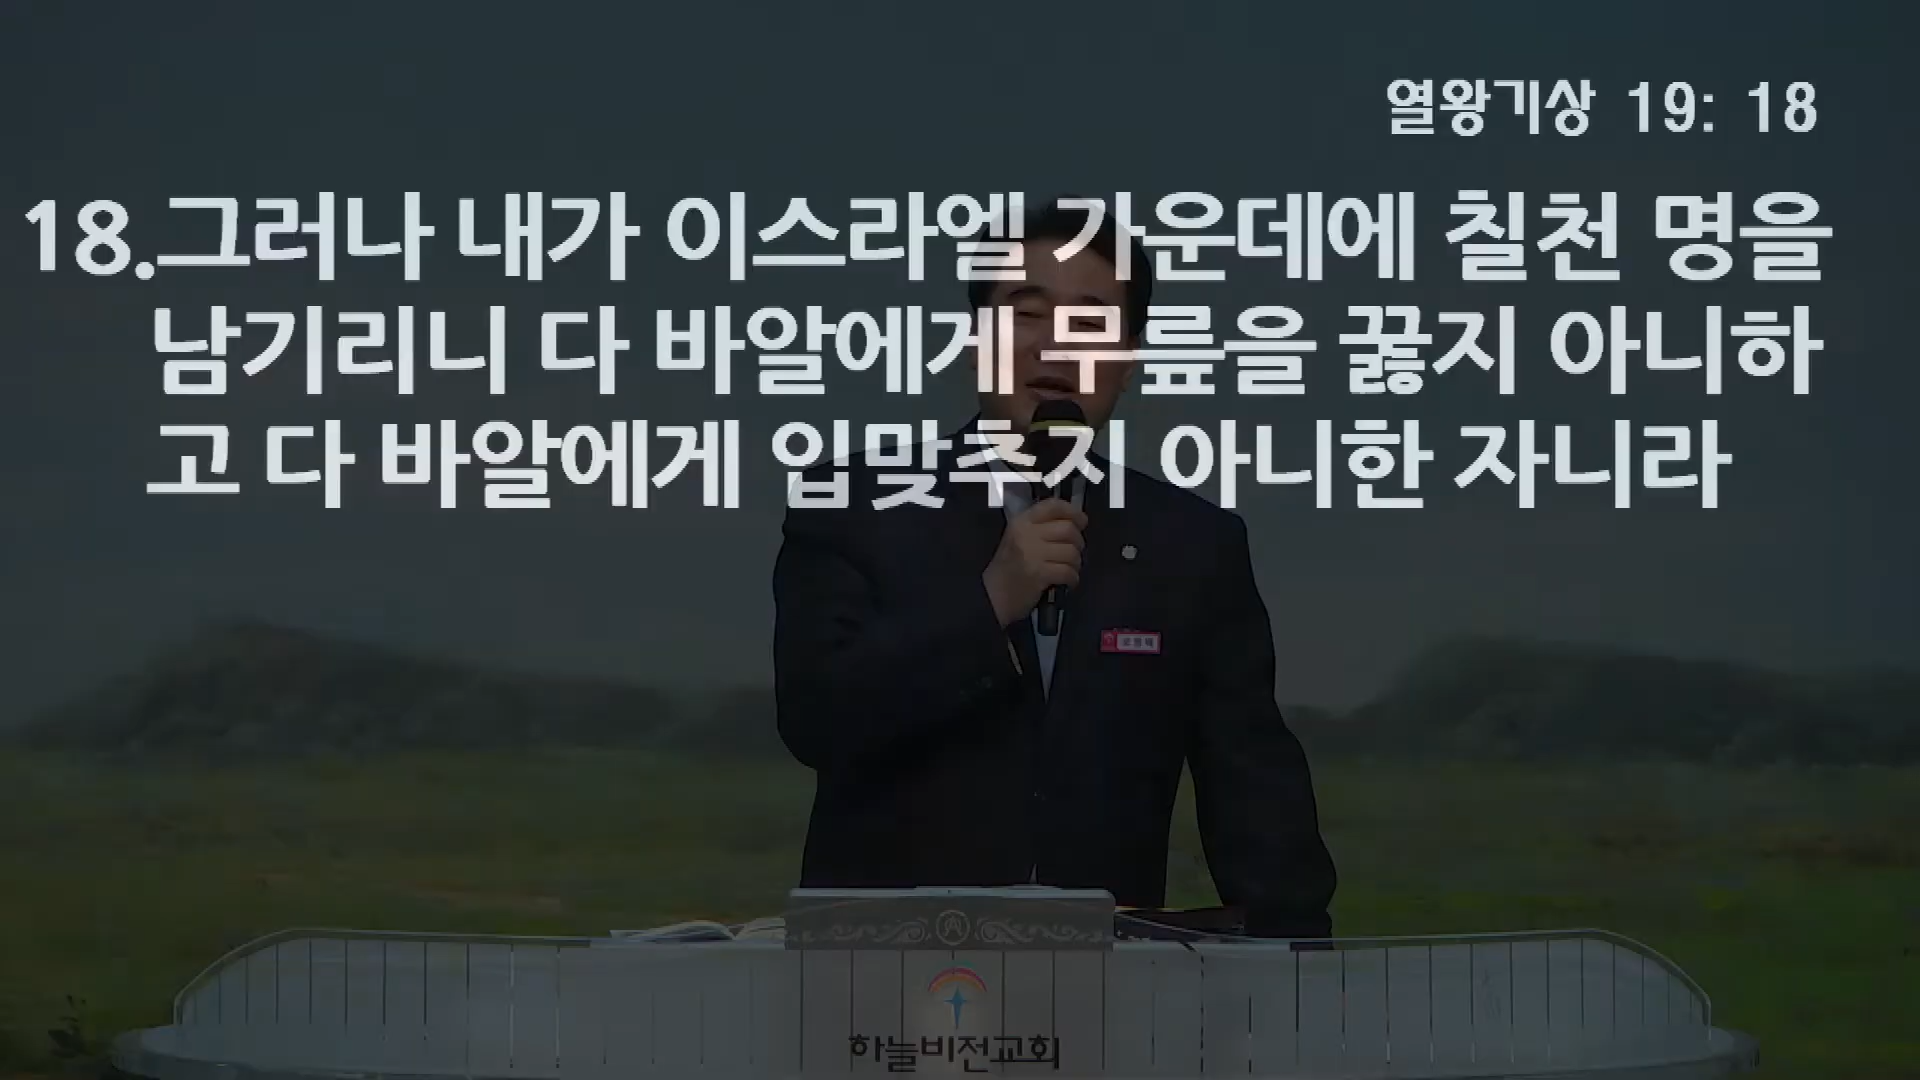 열왕기상 19: 18
18.그러나 내가 이스라엘 가운데에 칠천 명을
남기리니 다 바알에게 무릎을 꿇지 아니하
고 다 바알에게 입맞추지 아니한 자니라
하늘비전교회